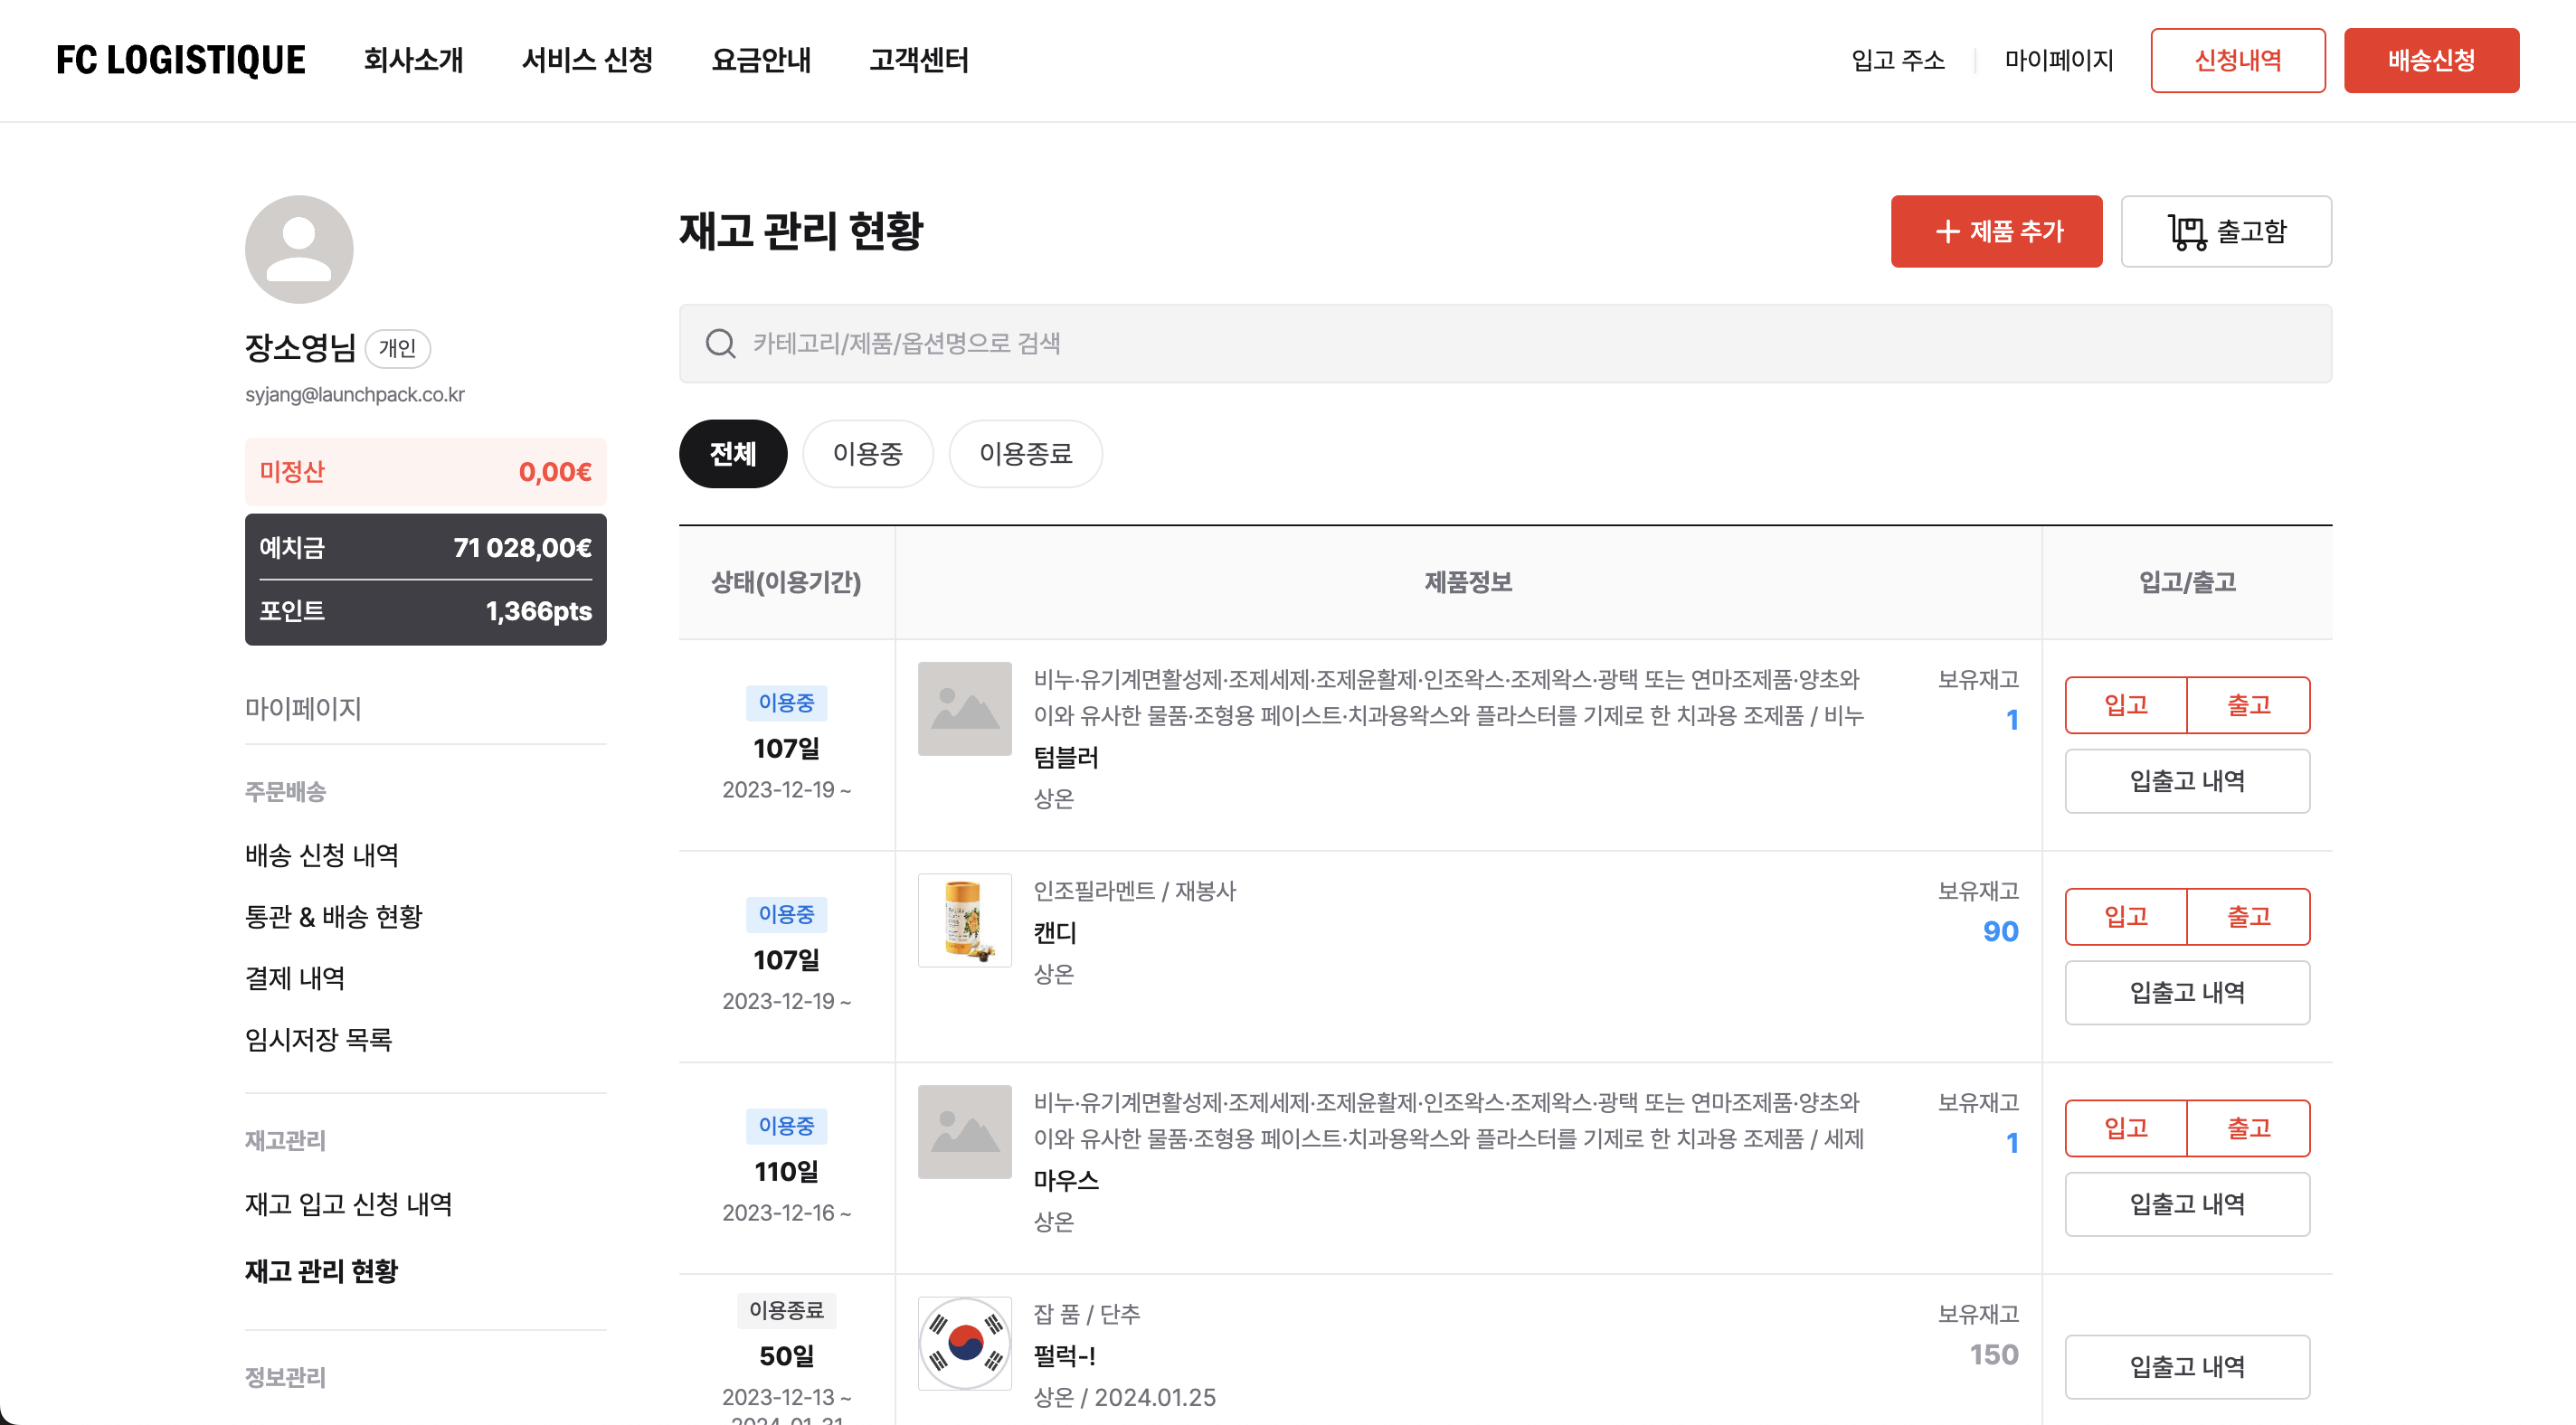 FC LOGISTIQUE
회사소개
서비스 신청
요금안내
고객센터
입고 주소
마이페이지
신청내역
배송신청
장소영님 개인
syjang@launchpack.co.kr
미정산 0,00€
예치금 71 028,00€
포인트 1,366pts
마이페이지
주문배송
배송 신청 내역
통관 & 배송 현황
결제 내역
임시저장 목록
재고관리
재고 입고 신청 내역
재고 관리 현황
정보관리
재고 관리 현황
+ 제품 추가
출고함
카테고리/제품/옵션명으로 검색
전체
이용중
이용종료
상태(이용기간)
제품정보
입고/출고
이용중
107일
2023-12-19 ~
비누·유기계면활성제·조제세제·조제윤활제·인조왁스·조제왁스·광택 또는 연마조제품·양초와
이와 유사한 물품·조형용 페이스트·치과용왁스와 플라스터를 기제로 한 치과용 조제품 / 비누
텀블러
상온
보유재고
1
입고
출고
입출고 내역
이용중
107일
2023-12-19 ~
인조필라멘트 / 재봉사
캔디
상온
보유재고
90
입고
출고
입출고 내역
이용중
110일
2023-12-16 ~
비누·유기계면활성제·조제세제·조제윤활제·인조왁스·조제왁스·광택 또는 연마조제품·양초와
이와 유사한 물품·조형용 페이스트·치과용왁스와 플라스터를 기제로 한 치과용 조제품 / 세제
마우스
상온
보유재고
1
입고
출고
입출고 내역
이용종료
50일
2023-12-13 ~
2024-01-31
잡 품 / 단추
펄럭-!
상온 / 2024.01.25
보유재고
150
입출고 내역